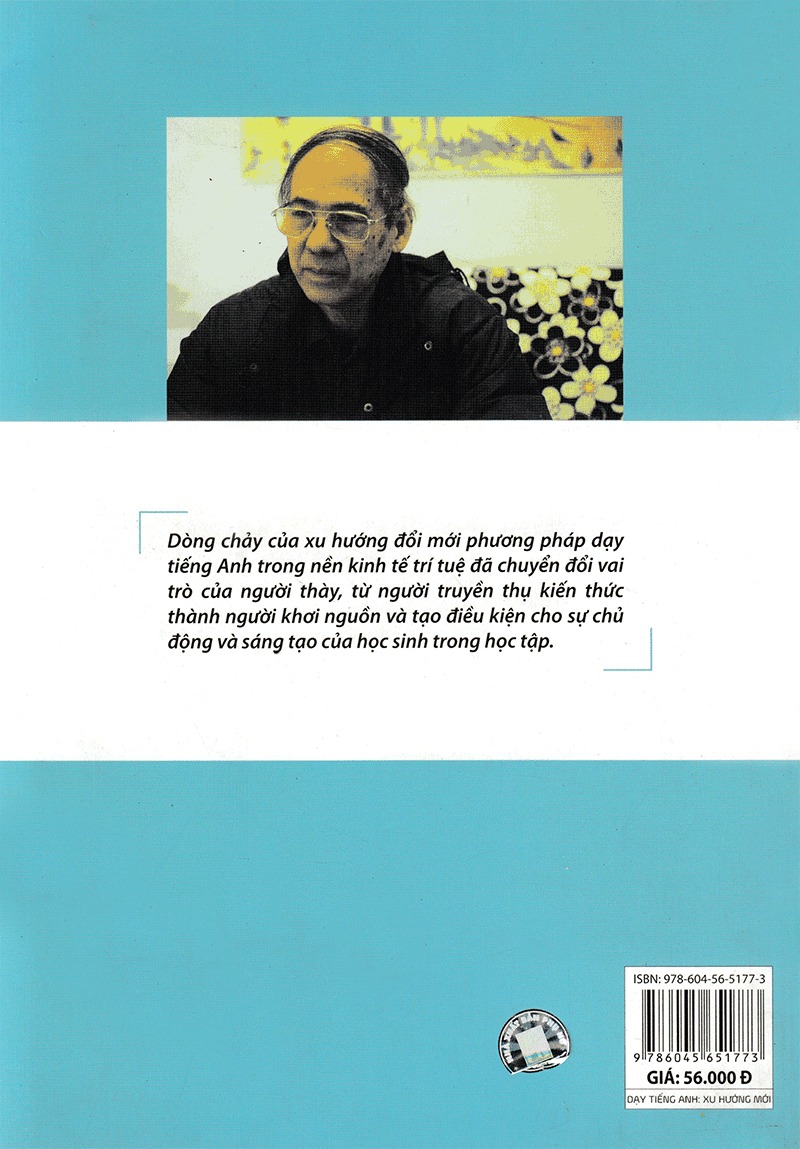 Dòng chảy của xu hướng đổi mới phương pháp dạy
tiếng Anh trong nền kinh tế trí tuệ đã chuyển đổi vai
trò của người thày, từ người truyền thụ kiến thức
thành người khơi nguồn và tạo điều kiện cho sự chủ
động và sáng tạo của học sinh trong học tập.
ISBN: 978-604-56-5177-3
9 786045 651773
GIÁ: 56.000 Đ
DẠY TIẾNG ANH: XU HƯỚNG MỚI